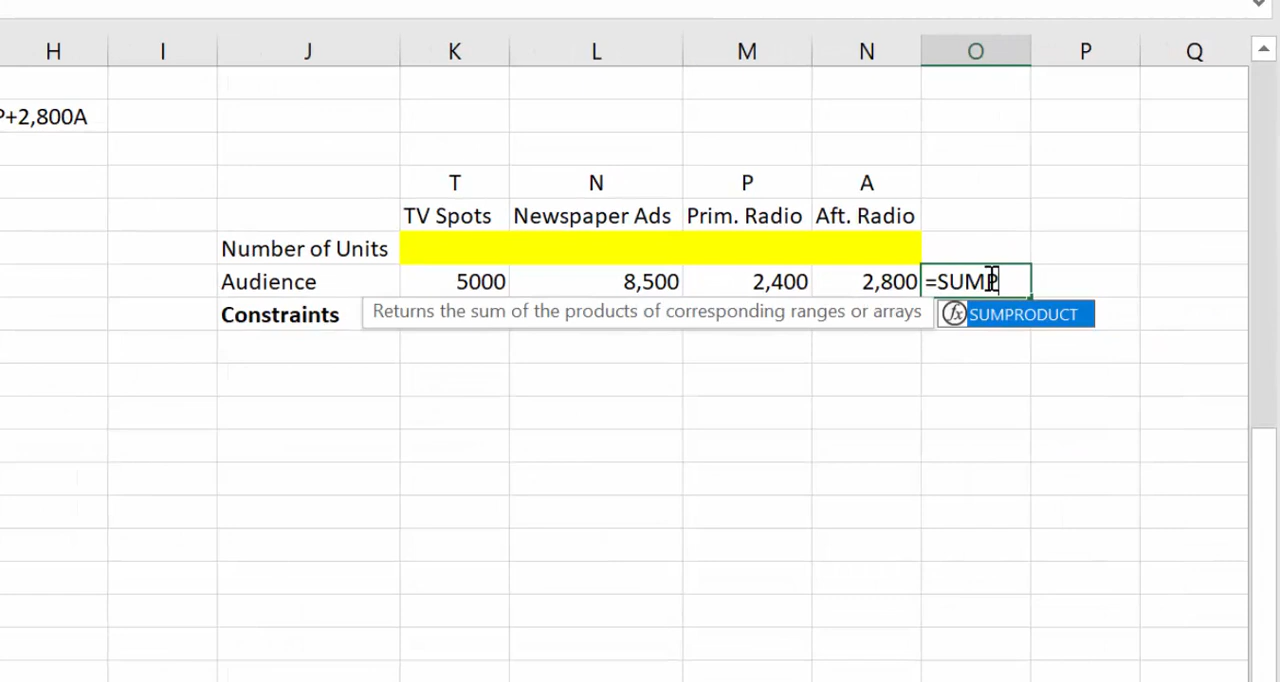 H I J K L M N O P Q
P+2,800A
T N P A
TV Spots Newspaper Ads Prim. Radio Aft. Radio
Number of Units
Audience 5000 8,500 2,400 2,800 =SUMP
Constraints Returns the sum of the products of corresponding ranges or arrays fx SUMPRODUCT